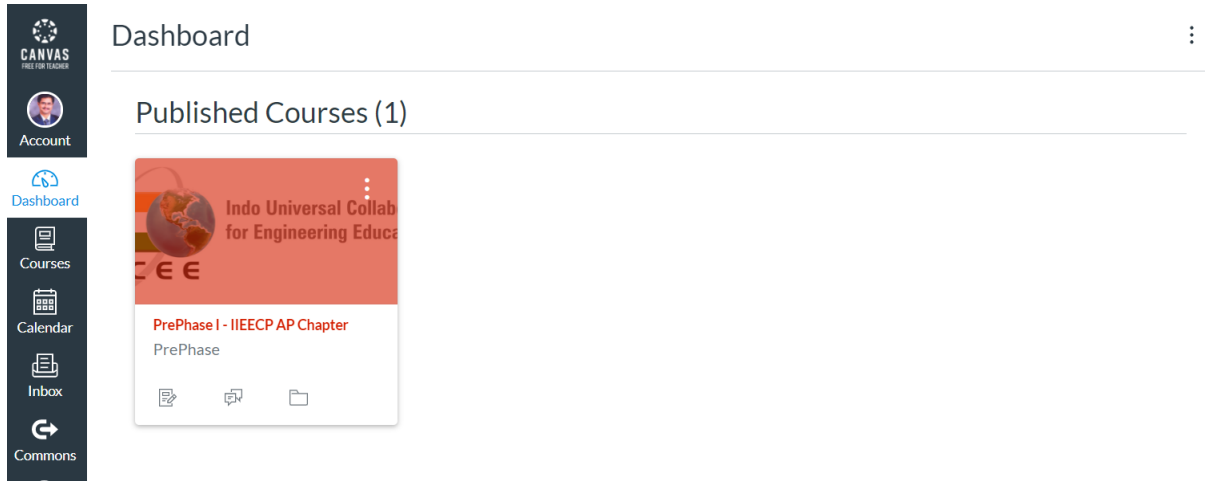 CANVAS
FREE FOR TEACHER
Account
Dashboard
Courses
Calendar
Inbox
Commons
Dashboard
Published Courses (1)
Indo Universal Collab
for Engineering Educa
CEE
PrePhase I - IIEECP AP Chapter
PrePhase